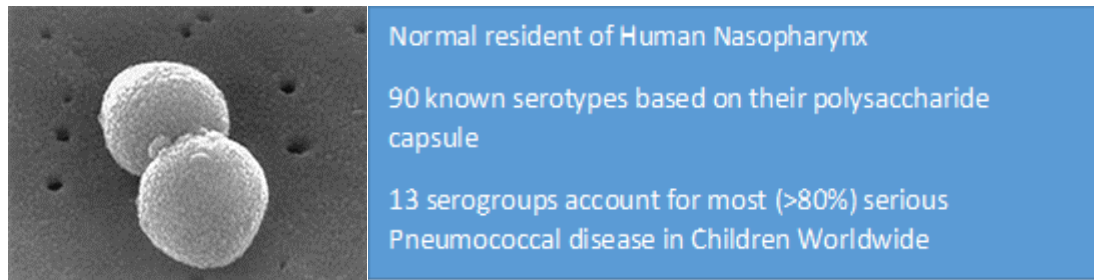 Normal resident of Human Nasopharynx
90 known serotypes based on their polysaccharide
capsule
13 serogroups account for most (>80%) serious
Pneumococcal disease in Children Worldwide